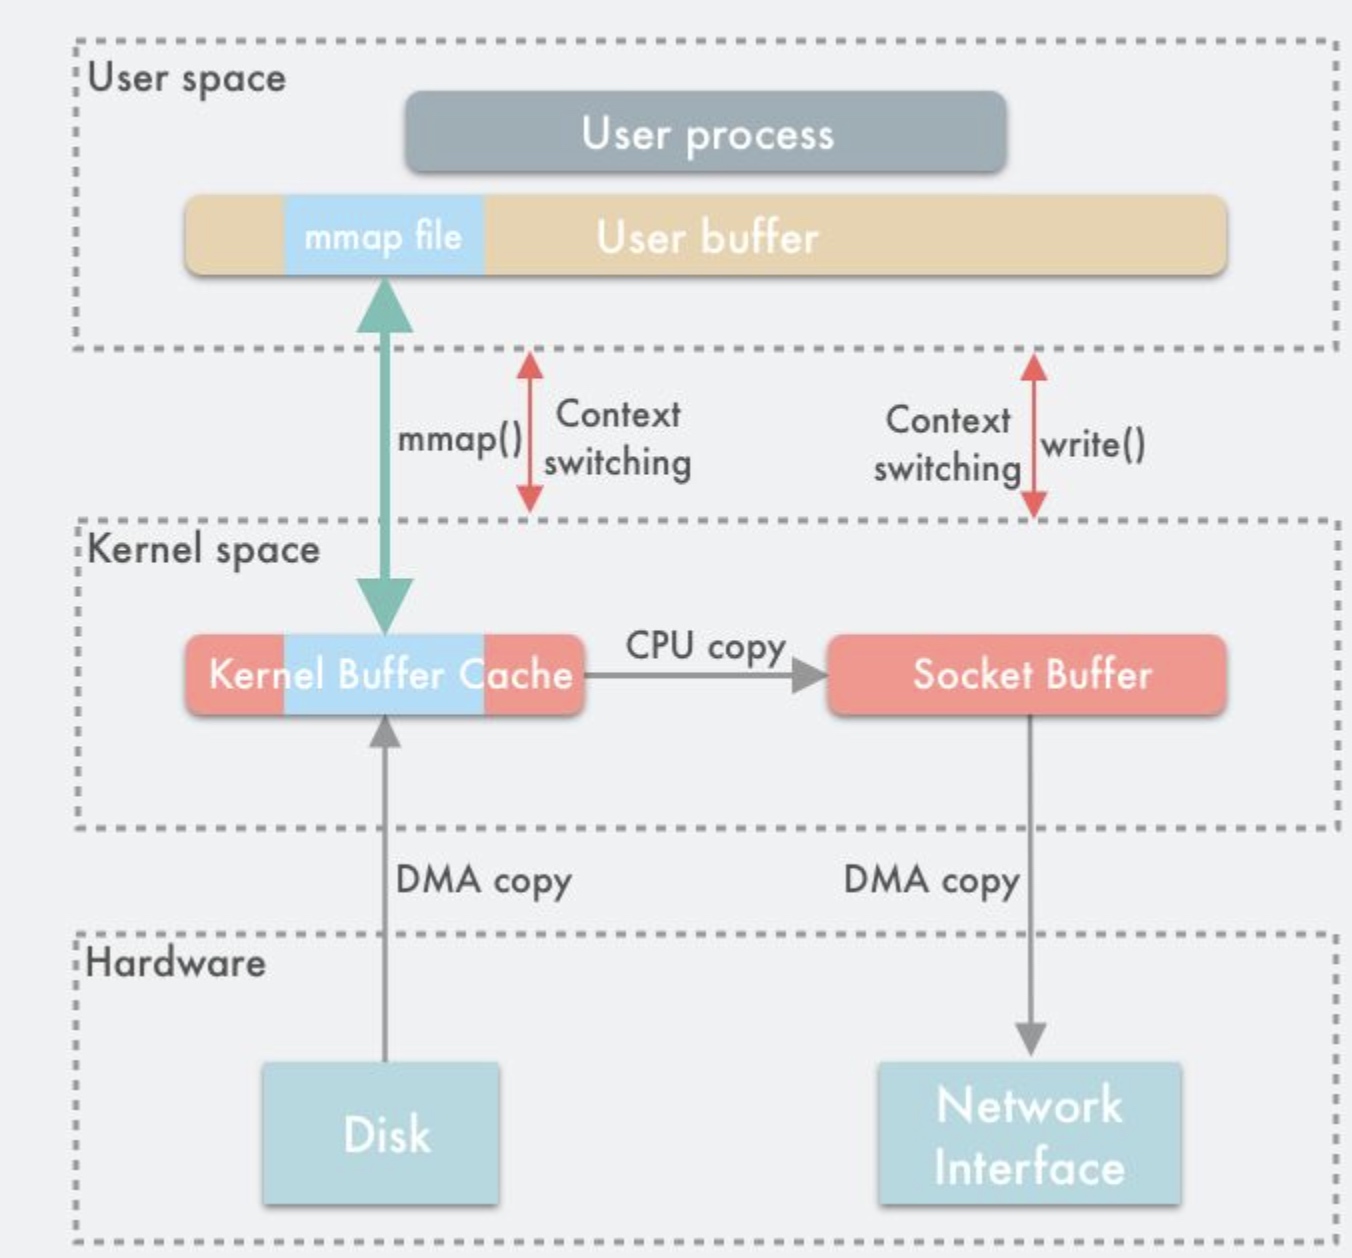 User space
User process
mmap file
User buffer
mmap()
Context
switching
Context
switching
write()
Kernel space
Kernel Buffer Cache
CPU copy
Socket Buffer
DMA copy
DMA copy
Hardware
Disk
Network
Interface